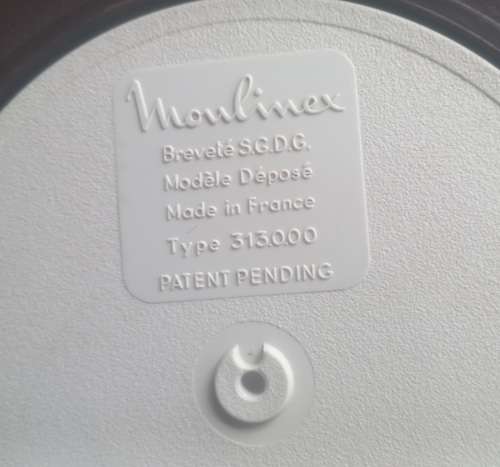 Moulinex
Breveté S.G.D.G.
Modèle Déposé
Made in France
Type 313.0.00
PATENT PENDING